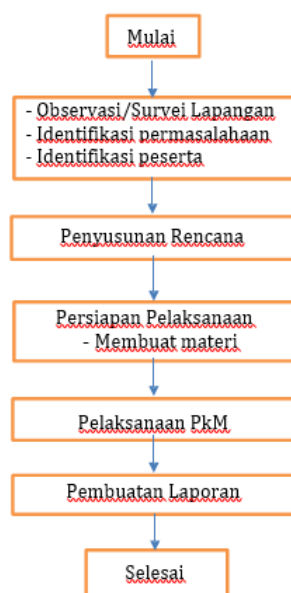 Mulai
- Observasi/Survei Lapangan
- Identifikasi permasalahaan
- Identifikasi peserta
Penyusunan Rencana
Persiapan Pelaksanaan
- Membuat materi
Pelaksanaan PkM
Pembuatan Laporan
Selesai